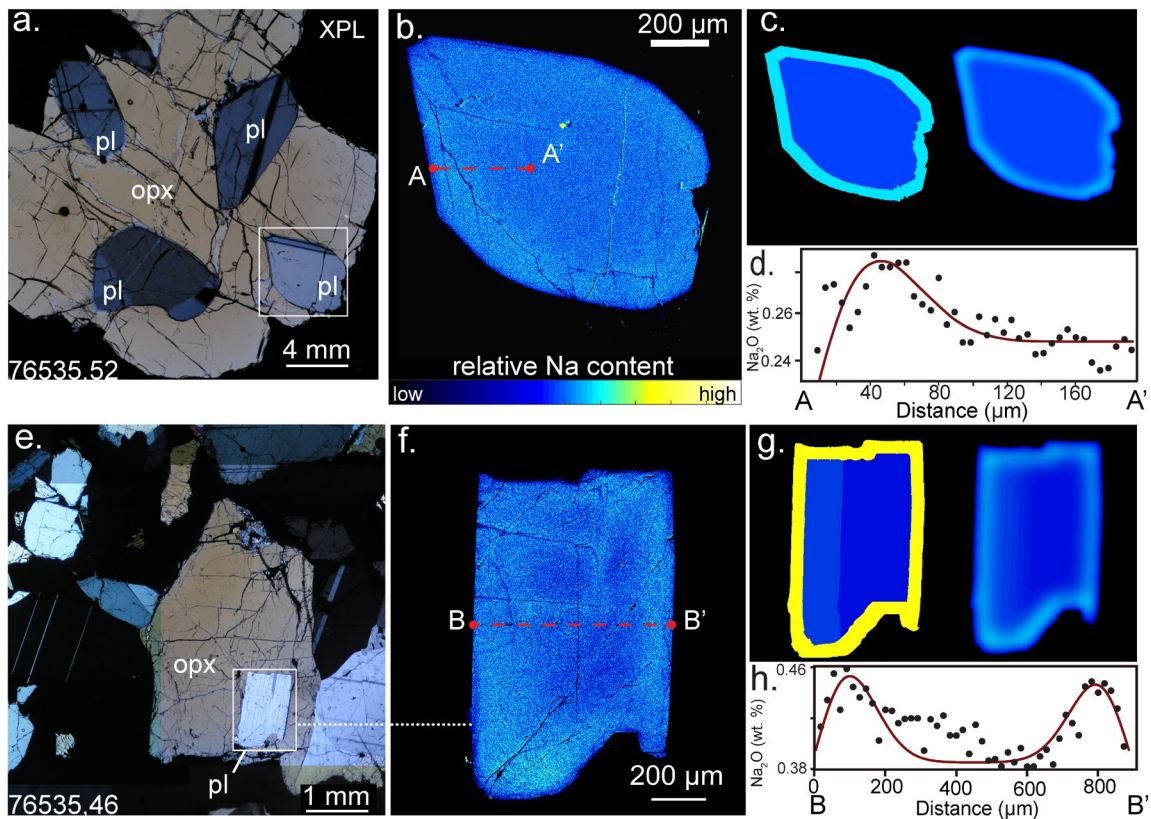 a.
XPL
pl
pl
opx
pl
pl
4 mm
76535,52
b.
200 µm
A
A’
relative Na content
low
high
c.
d.
Na2O (wt. %)
0.26
0.24
40
80
120
160
A
Distance (µm)
A’
e.
opx
pl
1 mm
76535,46
f.
B
B’
200 µm
g.
h.
Na2O (wt. %)
0.46
0.38
0
200
400
600
800
B
Distance (µm)
B’